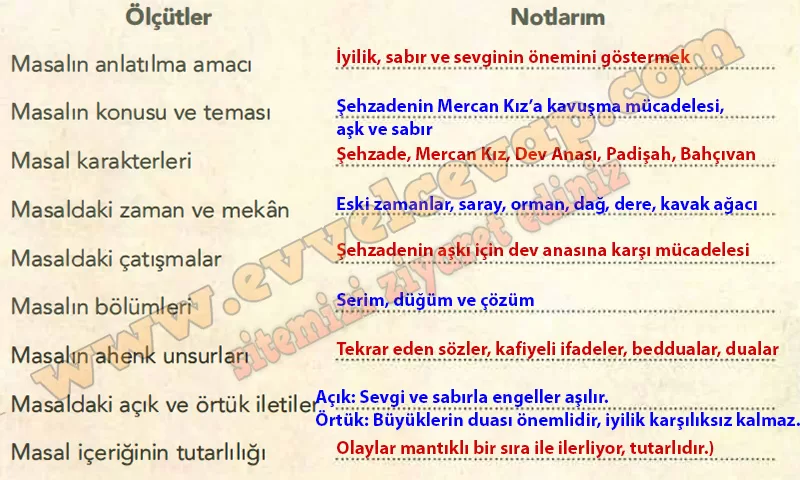 Ölçütler Notlarım
Masalın anlatılma amacı İyilik, sabır ve sevginin önemini göstermek
Masalın konusu ve teması Şehzadenin Mercan Kız’a kavuşma mücadelesi,
aşk ve sabır
Masal karakterleri Şehzade, Mercan Kız, Dev Anası, Padişah, Bahçıvan
Masaldaki zaman ve mekân Eski zamanlar, saray, orman, dağ, dere, kavak ağacı
Masaldaki çatışmalar Şehzadenin aşkı için dev anasına karşı mücadelesi
Masalın bölümleri Serim, düğüm ve çözüm
Masalın ahenk unsurları Tekrar eden sözler, kafiyeli ifadeler, beddualar, dualar
Masaldaki açık ve örtük iletiler Açık: Sevgi ve sabırla engeller aşılır.
Örtük: Büyüklerin duası önemlidir, iyilik karşılıksız kalmaz.
Masal içeriğinin tutarlılığı Olaylar mantıklı bir sıra ile ilerliyor, tutarlıdır.)
www.evvelcevap.com
sitemizi ziyaret ediniz